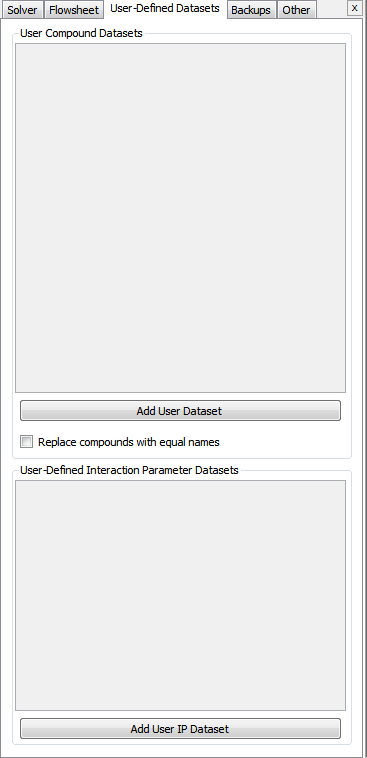 Solver Flowsheet User-Defined Datasets Backups Other x
User Compound Datasets
Add User Dataset
Replace compounds with equal names
User-Defined Interaction Parameter Datasets
Add User IP Dataset